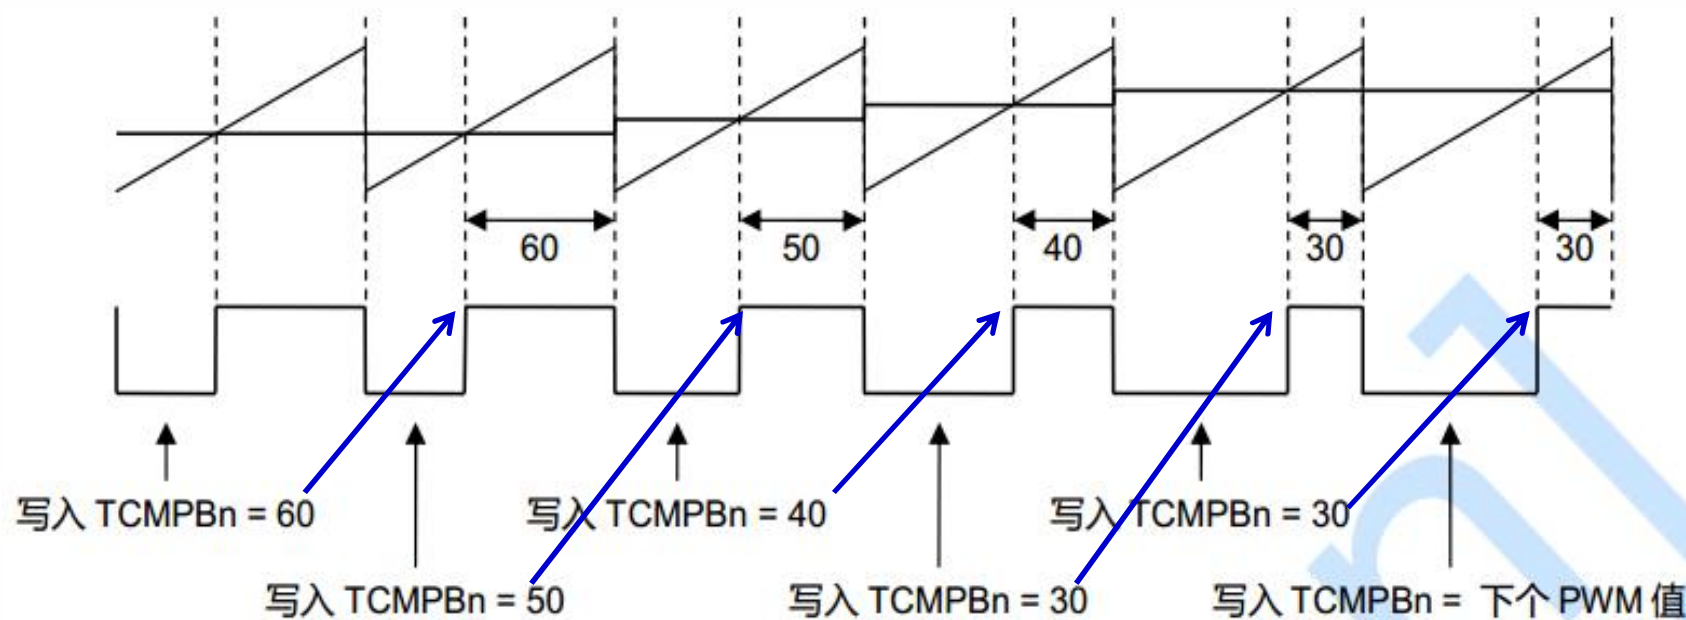 60 50 40 30 30
写入 TCMPBn = 60 写入 TCMPBn = 40 写入 TCMPBn = 30
写入 TCMPBn = 50 写入 TCMPBn = 30 写入 TCMPBn = 下个 PWM 值